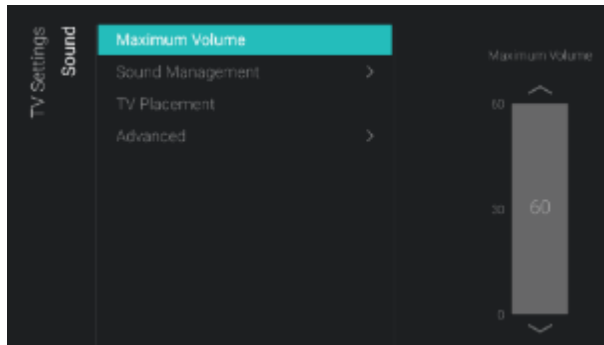 TV Settings
Sound
Maximum Volume
Sound Management
TV Placement
Advanced
Maximum Volume
60
30
60
0